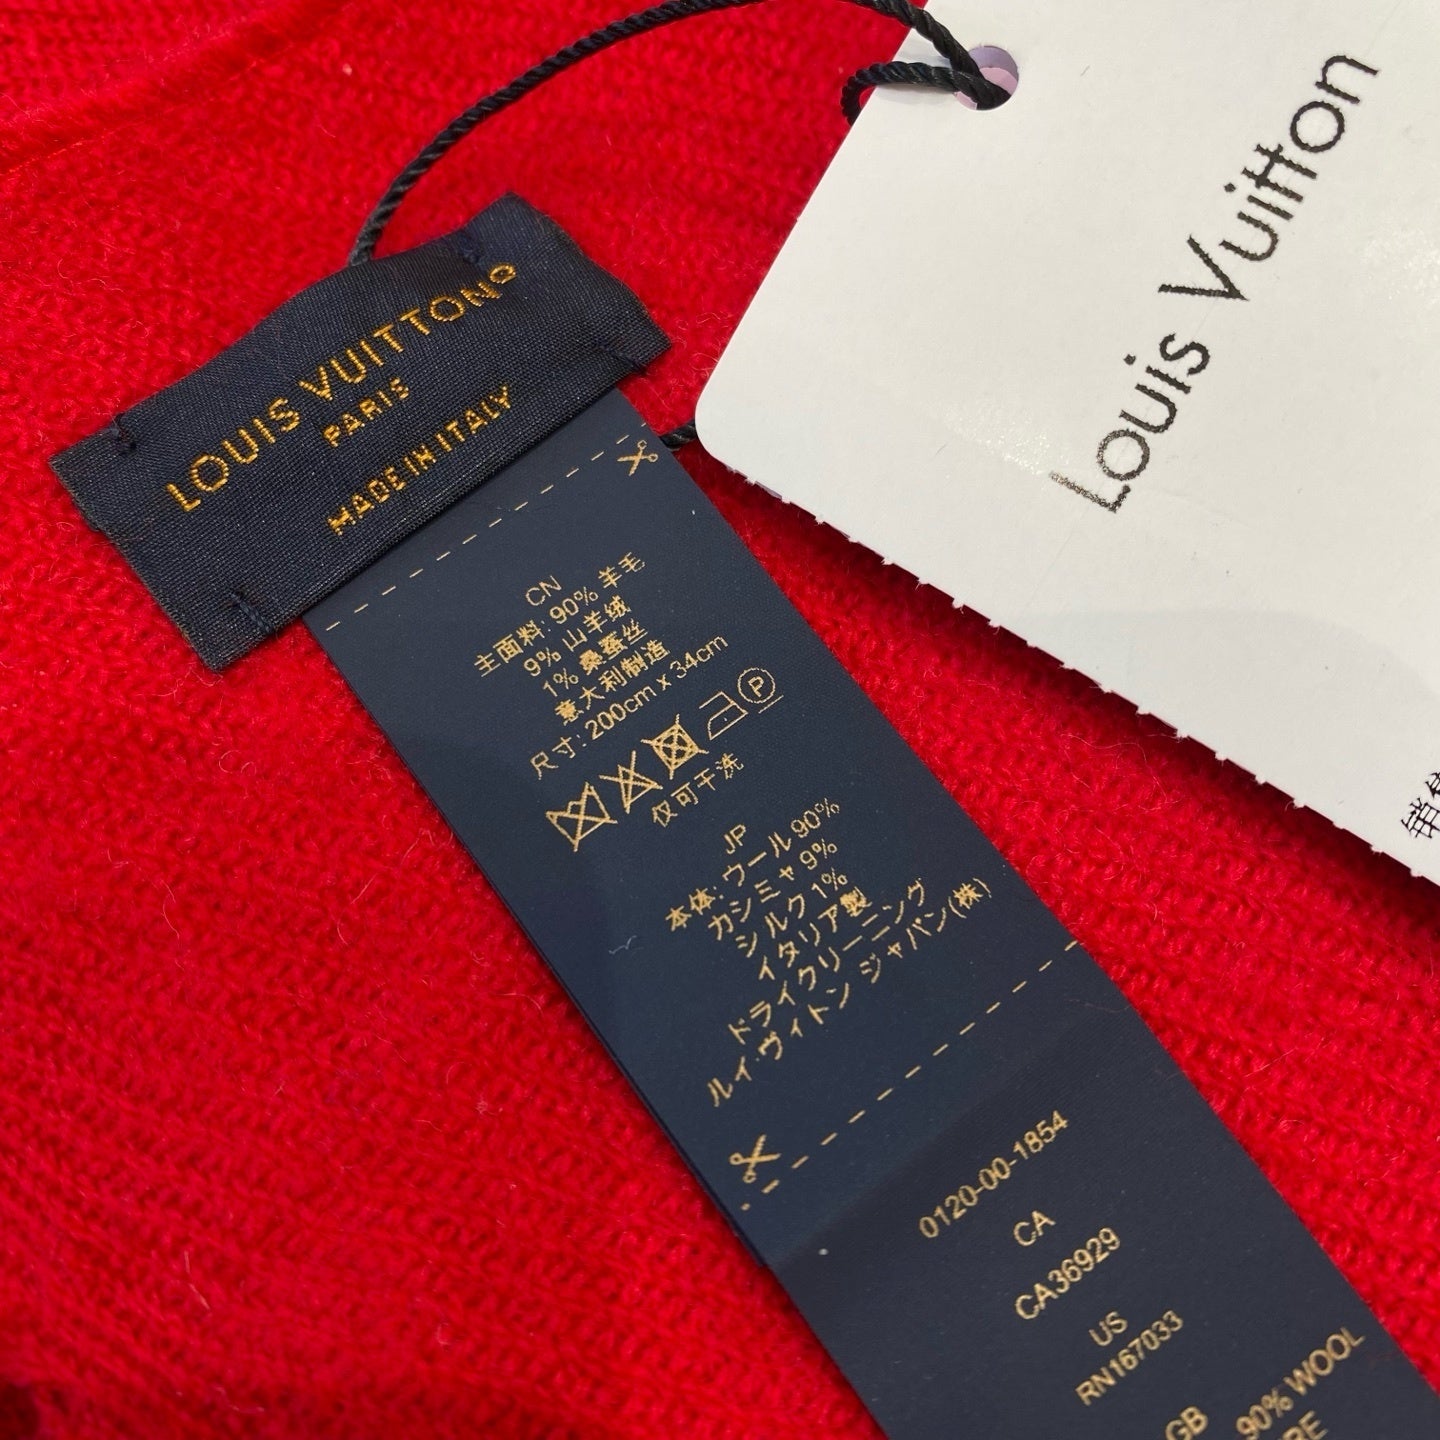 LOUIS VUITTON®
PARIS
MADE IN ITALY
Louis Vuitton
CN
主面料: 90% 羊毛
9% 山羊绒
1% 桑蚕丝
意大利制造
尺寸: 200cm x 34cm
P
仅可干洗
JP
本体: ウール 90%
カシミヤ 9%
シルク 1%
イタリア製
ドライクリーニング
ルイ·ヴィトン ジャパン(株)
0120-00-1854
CA
CA36929
US
RN167033
GB
90% WOOL